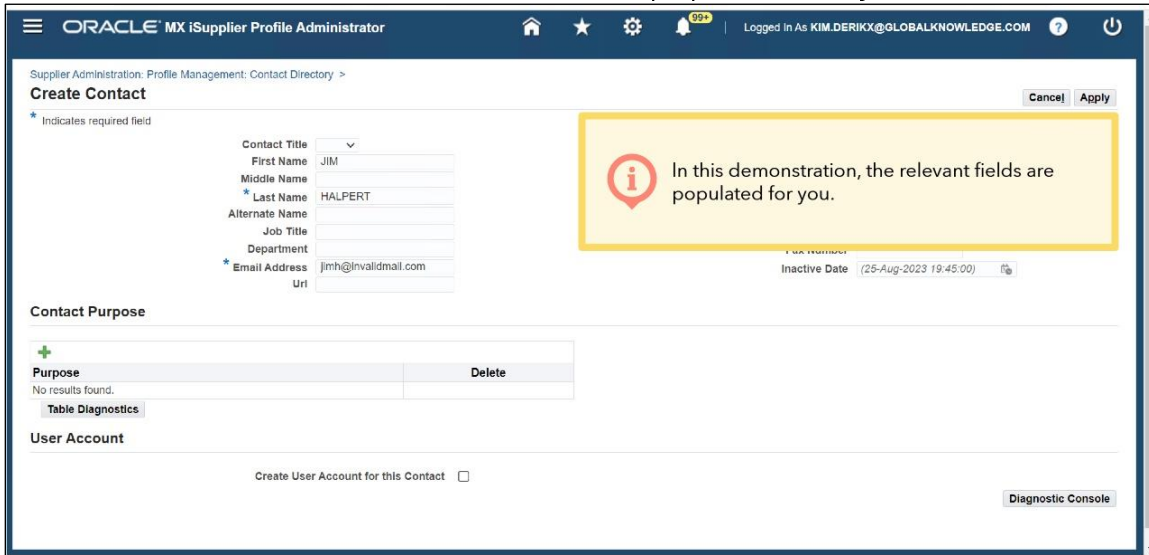 ORACLE MX iSupplier Profile Administrator
99+
Logged In As KIM.DERIKX@GLOBALKNOWLEDGE.COM
?
Supplier Administration: Profile Management: Contact Directory >
Create Contact
Cancel Apply
* Indicates required field
Contact Title
First Name JIM
Middle Name
* Last Name HALPERT
Alternate Name
Job Title
Department
* Email Address jimh@invalidmail.com
Url
In this demonstration, the relevant fields are
populated for you.
Fax Number
Inactive Date (25-Aug-2023 19:45:00)
Contact Purpose
Purpose Delete
No results found.
Table Diagnostics
User Account
Create User Account for this Contact
Diagnostic Console